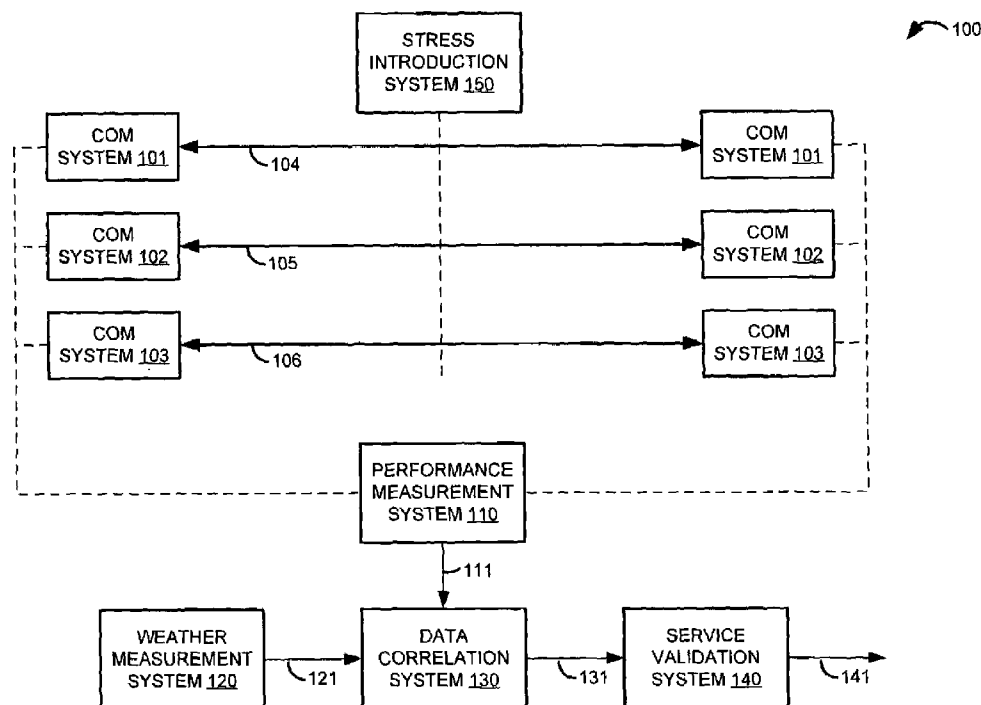 STRESS
INTRODUCTION
SYSTEM 150
100
COM
SYSTEM 101
104
COM
SYSTEM 101
COM
SYSTEM 102
105
COM
SYSTEM 102
COM
SYSTEM 103
106
COM
SYSTEM 103
PERFORMANCE
MEASUREMENT
SYSTEM 110
111
WEATHER
MEASUREMENT
SYSTEM 120
121
DATA
CORRELATION
SYSTEM 130
131
SERVICE
VALIDATION
SYSTEM 140
141